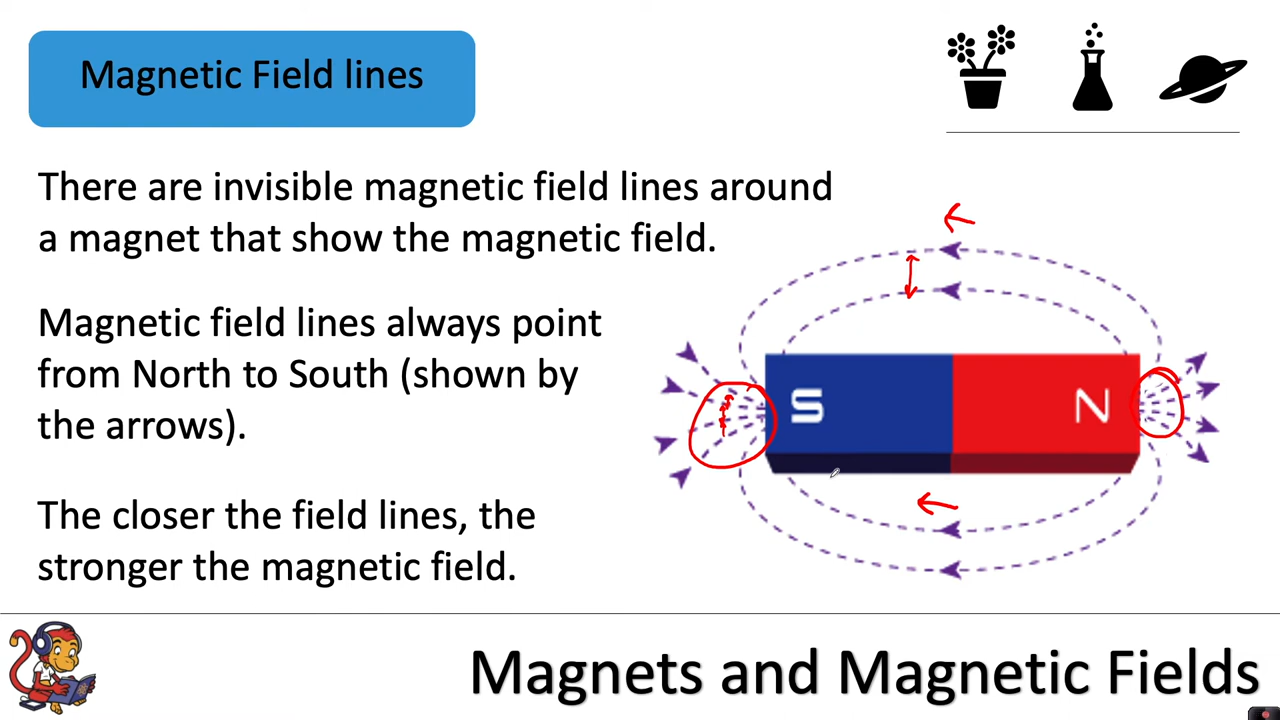 Magnetic Field lines
There are invisible magnetic field lines around
a magnet that show the magnetic field.
Magnetic field lines always point
from North to South (shown by
the arrows).
The closer the field lines, the
stronger the magnetic field.
S
N
Magnets and Magnetic Fields